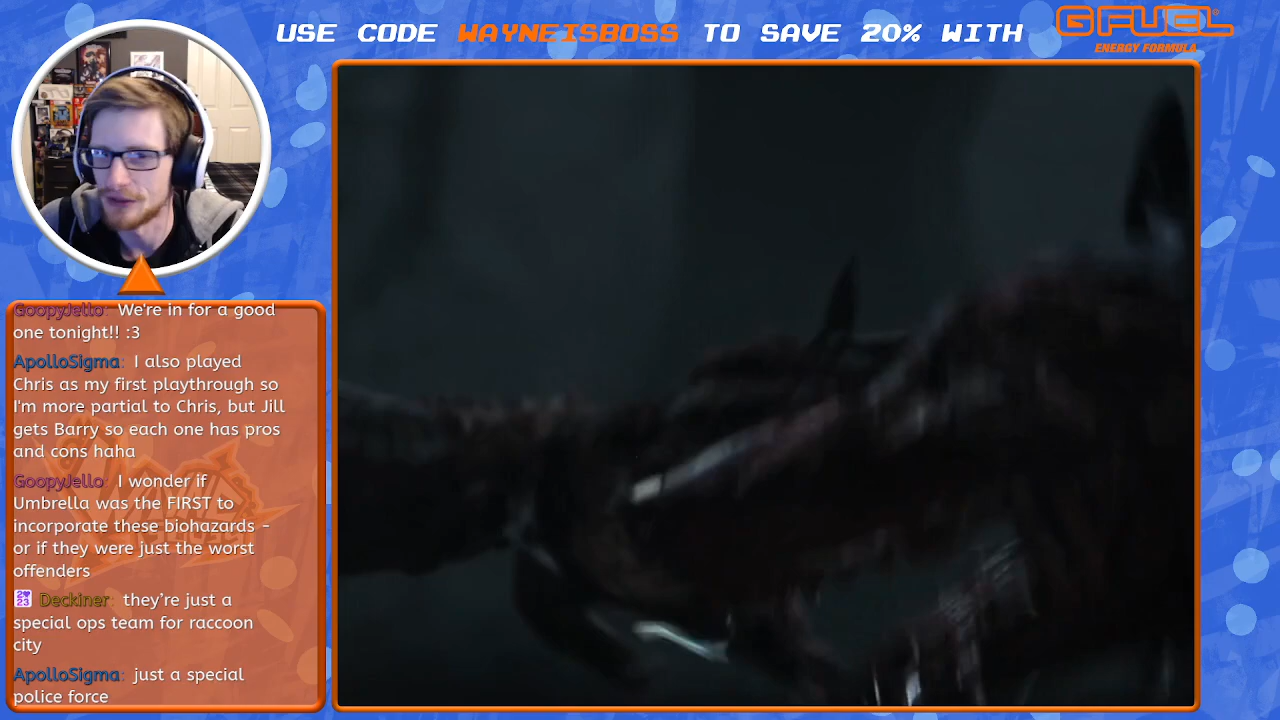 USE CODE WAYNEISBOSS TO SAVE 20% WITH
G FUEL®
ENERGY FORMULA
GoopyJello: We're in for a good
one tonight!! :3
ApolloSigma: I also played
Chris as my first playthrough so
I'm more partial to Chris, but Jill
gets Barry so each one has pros
and cons haha
GoopyJello: I wonder if
Umbrella was the FIRST to
incorporate these biohazards -
or if they were just the worst
offenders
Deckiner: they’re just a
special ops team for raccoon
city
ApolloSigma: just a special
police force